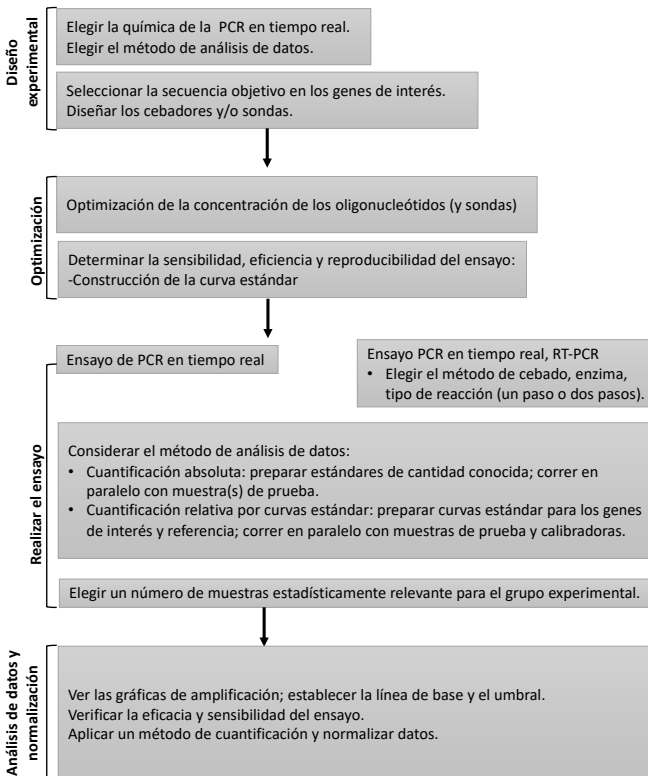 Diseño
experimental
Elegir la química de la PCR en tiempo real.
Elegir el método de análisis de datos.
Seleccionar la secuencia objetivo en los genes de interés.
Diseñar los cebadores y/o sondas.
Optimización
Optimización de la concentración de los oligonucleótidos (y sondas)
Determinar la sensibilidad, eficiencia y reproducibilidad del ensayo:
-Construcción de la curva estándar
Realizar el ensayo
Ensayo de PCR en tiempo real
Ensayo PCR en tiempo real, RT-PCR
• Elegir el método de cebado, enzima,
tipo de reacción (un paso o dos pasos).
Considerar el método de análisis de datos:
• Cuantificación absoluta: preparar estándares de cantidad conocida; correr en
paralelo con muestra(s) de prueba.
• Cuantificación relativa por curvas estándar: preparar curvas estándar para los genes
de interés y referencia; correr en paralelo con muestras de prueba y calibradoras.
Elegir un número de muestras estadísticamente relevante para el grupo experimental.
Análisis de datos y
normalización
Ver las gráficas de amplificación; establecer la línea de base y el umbral.
Verificar la eficacia y sensibilidad del ensayo.
Aplicar un método de cuantificación y normalizar datos.